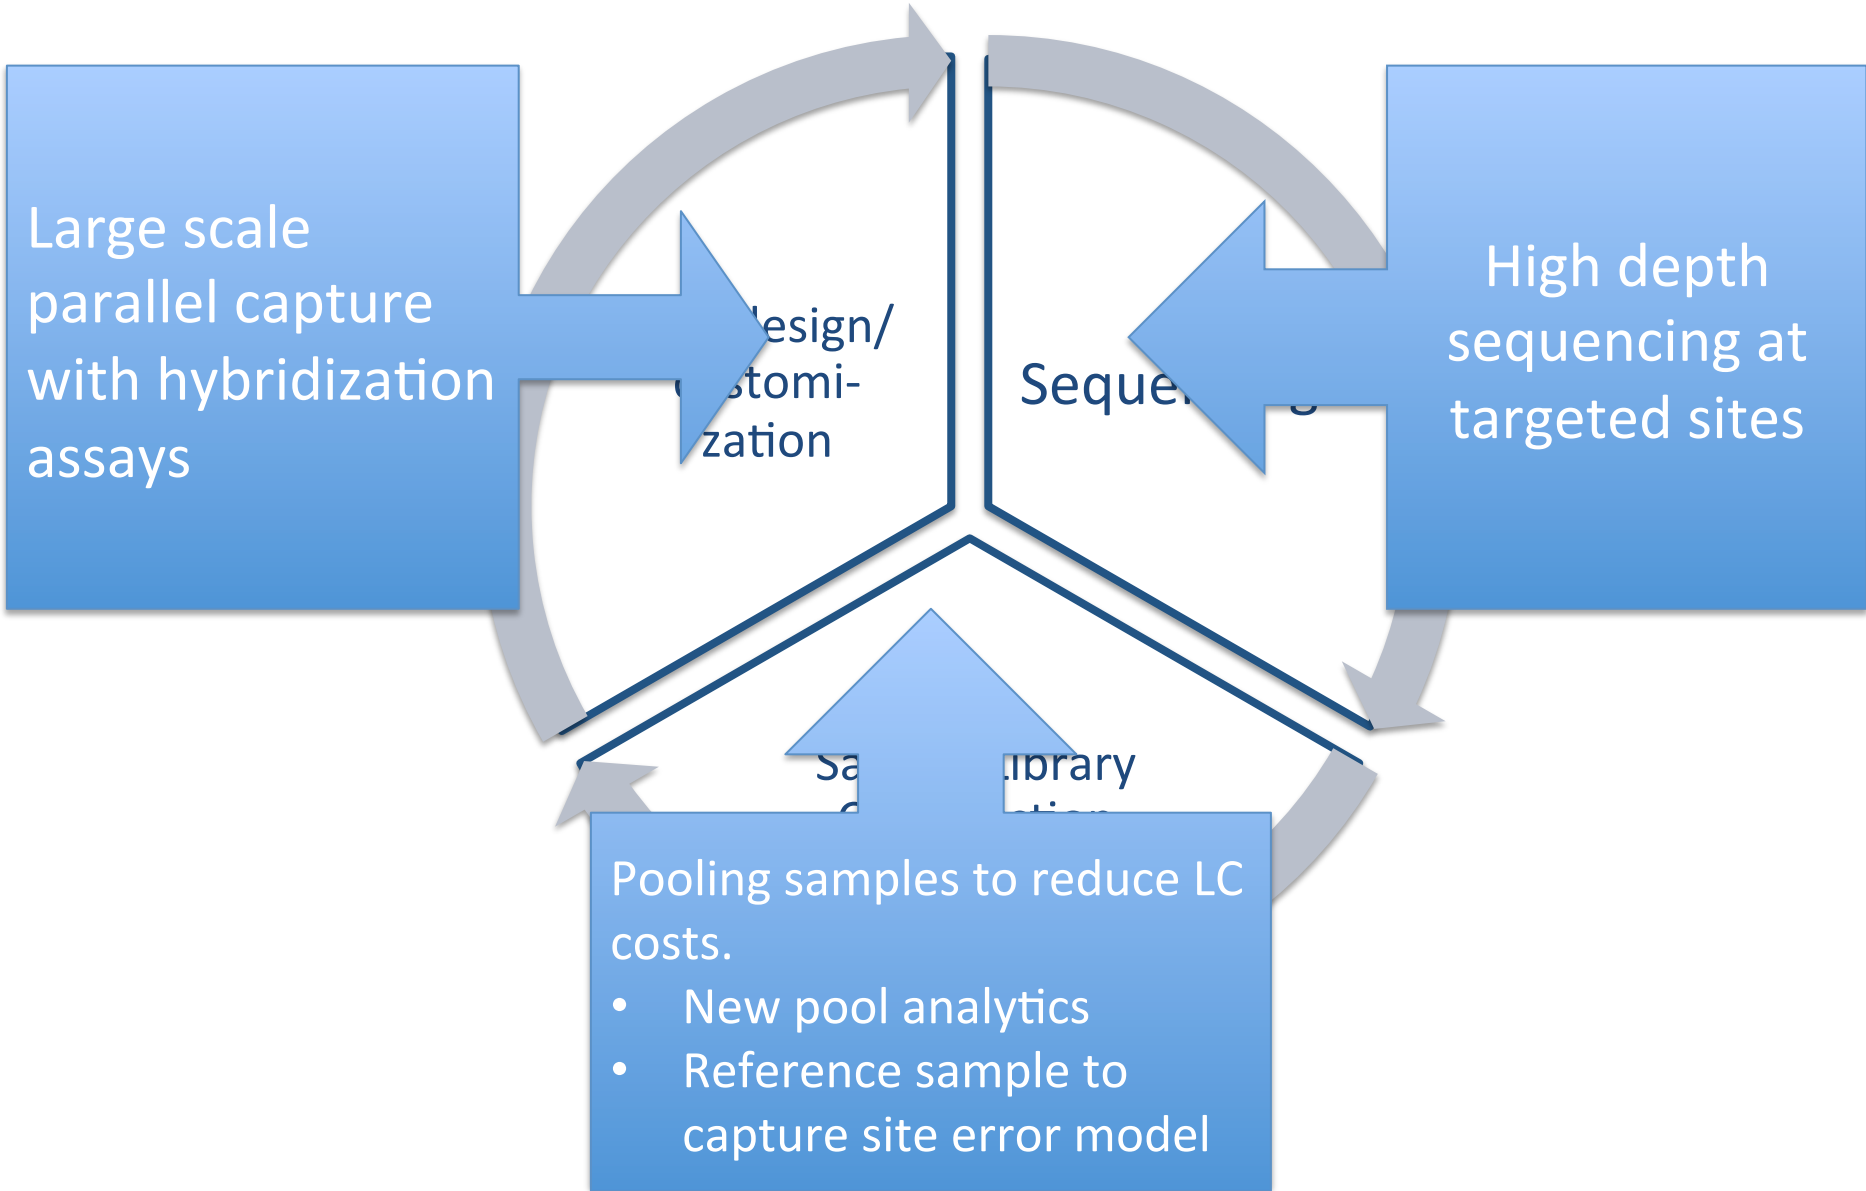 Large scale
parallel capture
with hybridization
assays
esign/
stomi-
zation
High depth
sequencing at
targeted sites
ibrary
Pooling samples to reduce LC
costs.
• New pool analytics
• Reference sample to
capture site error model